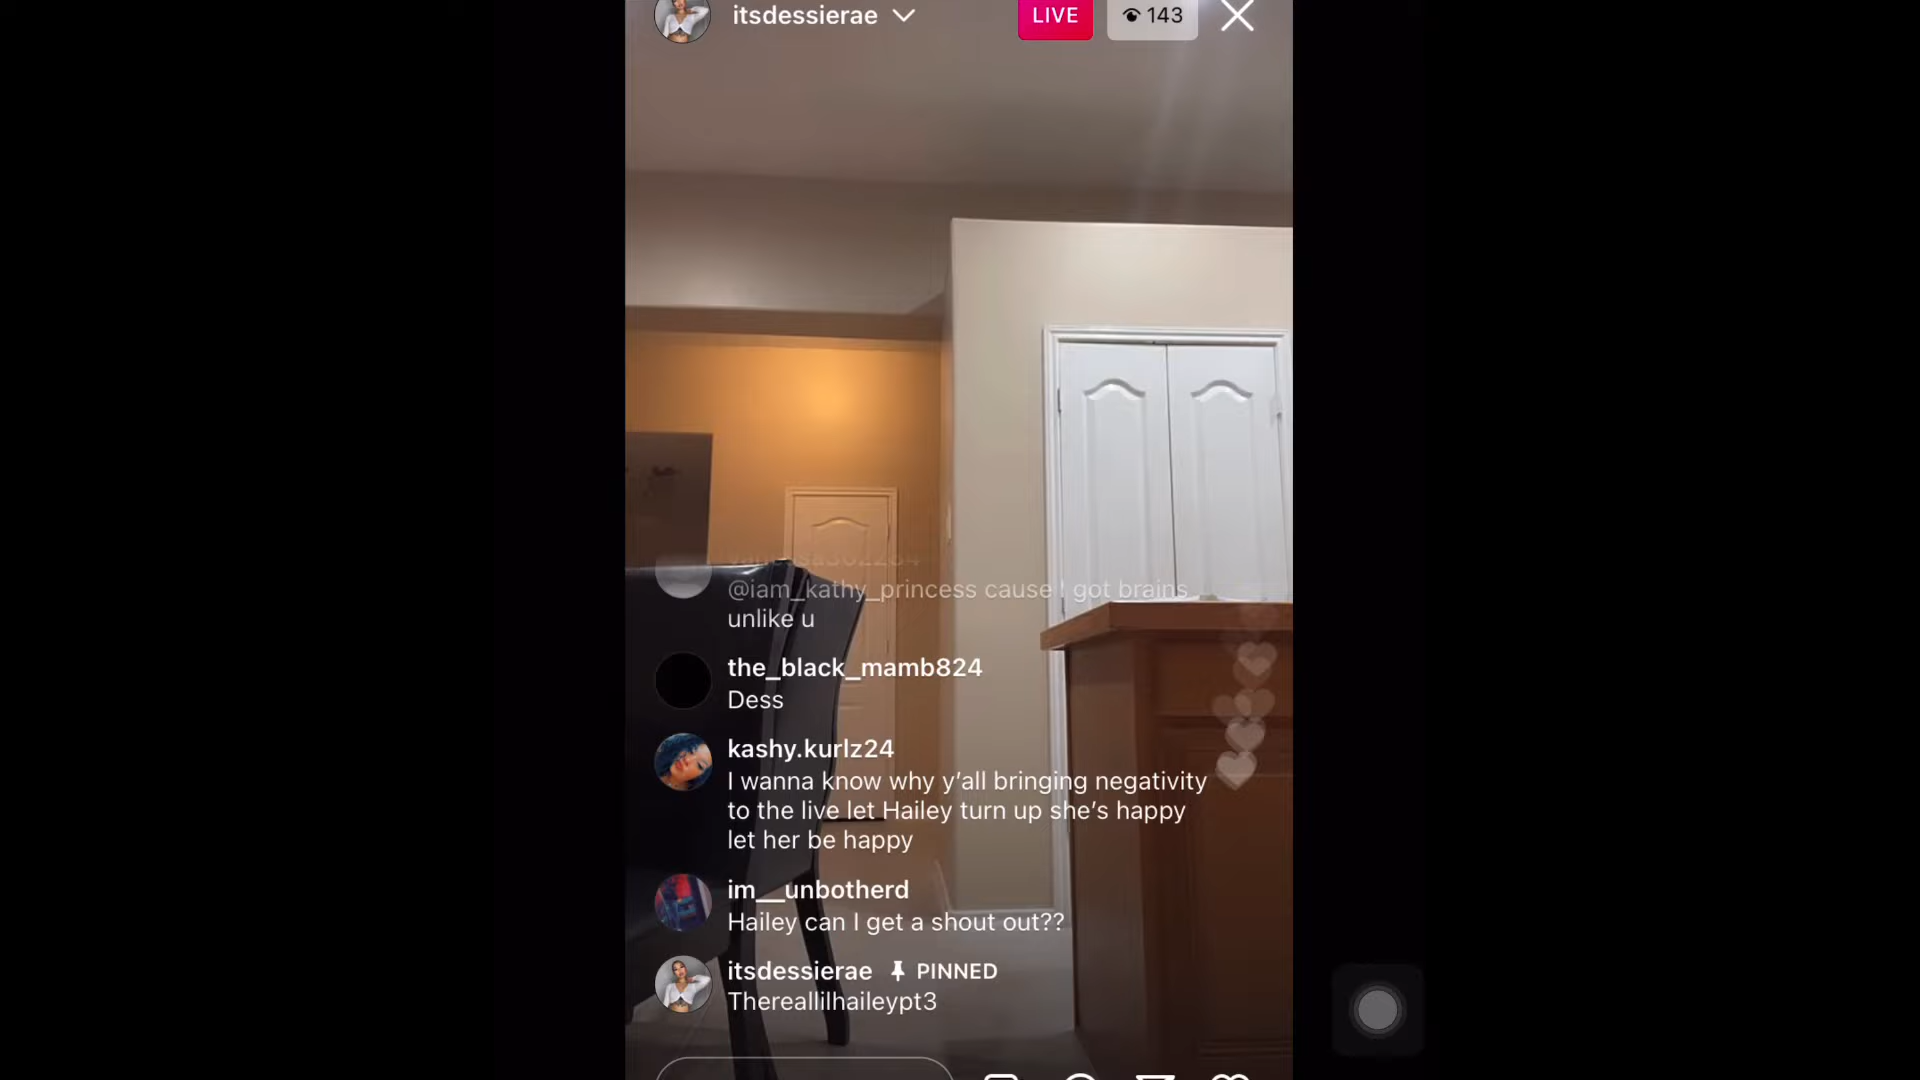 itsdessierae
LIVE
143
@iam_kathy_princess cause I got brains
unlike u
the_black_mamb824
Dess
kashy.kurlz24
I wanna know why y’all bringing negativity
to the live let Hailey turn up she’s happy
let her be happy
im__unbotherd
Hailey can I get a shout out??
itsdessierae PINNED
Thereallilhaileypt3